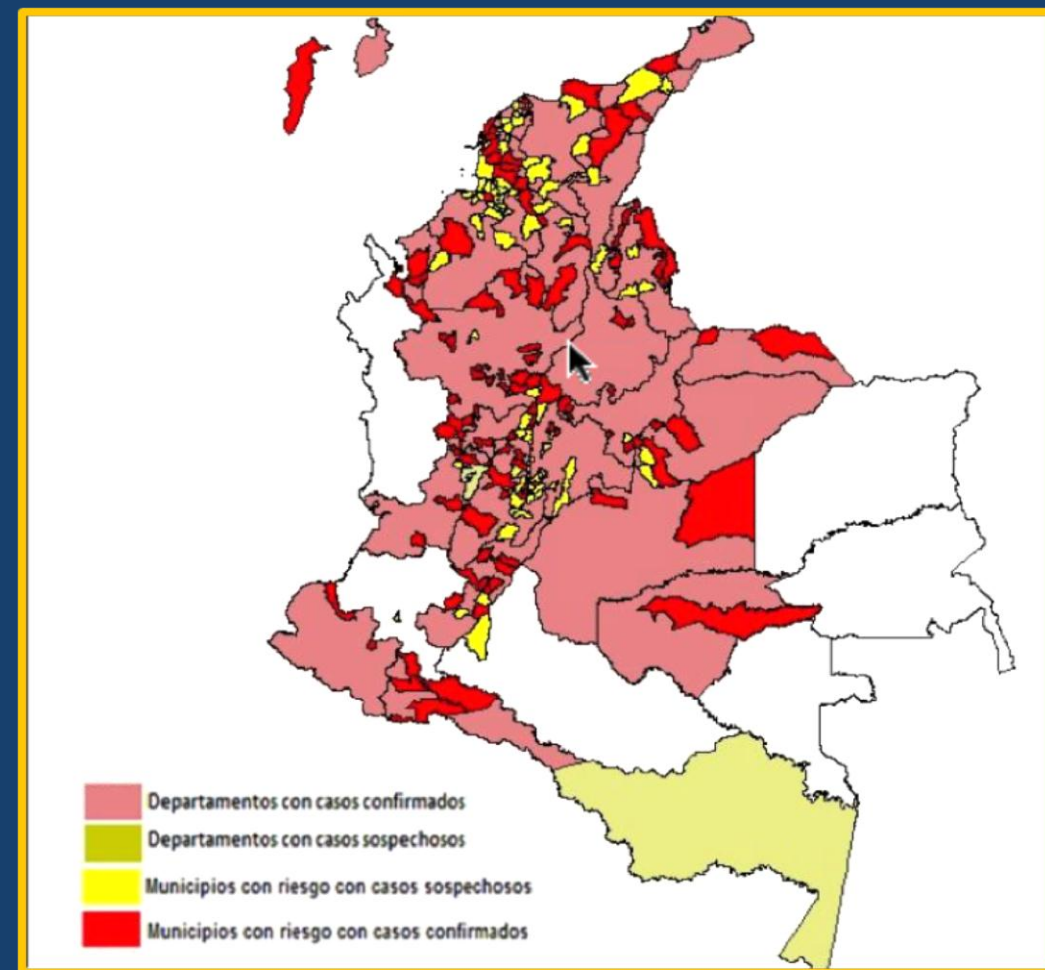 Departamentos con casos confirmados
Departamentos con casos sospechosos
Municipios con riesgo con casos sospechosos
Municipios con riesgo con casos confirmados